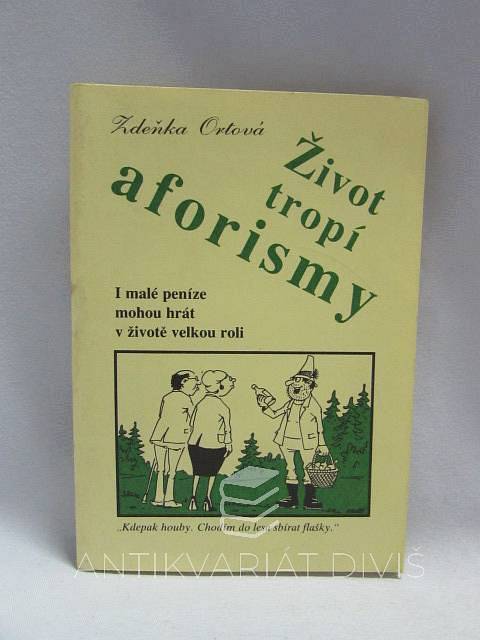 Zdeňka Ortová
Život
tropí
aforismy
I malé peníze
mohou hrát
v životě velkou roli
„Kdepak houby. Chodím do lesa sbírat flašky.“
ANTIKVARIÁT DIVIŠ